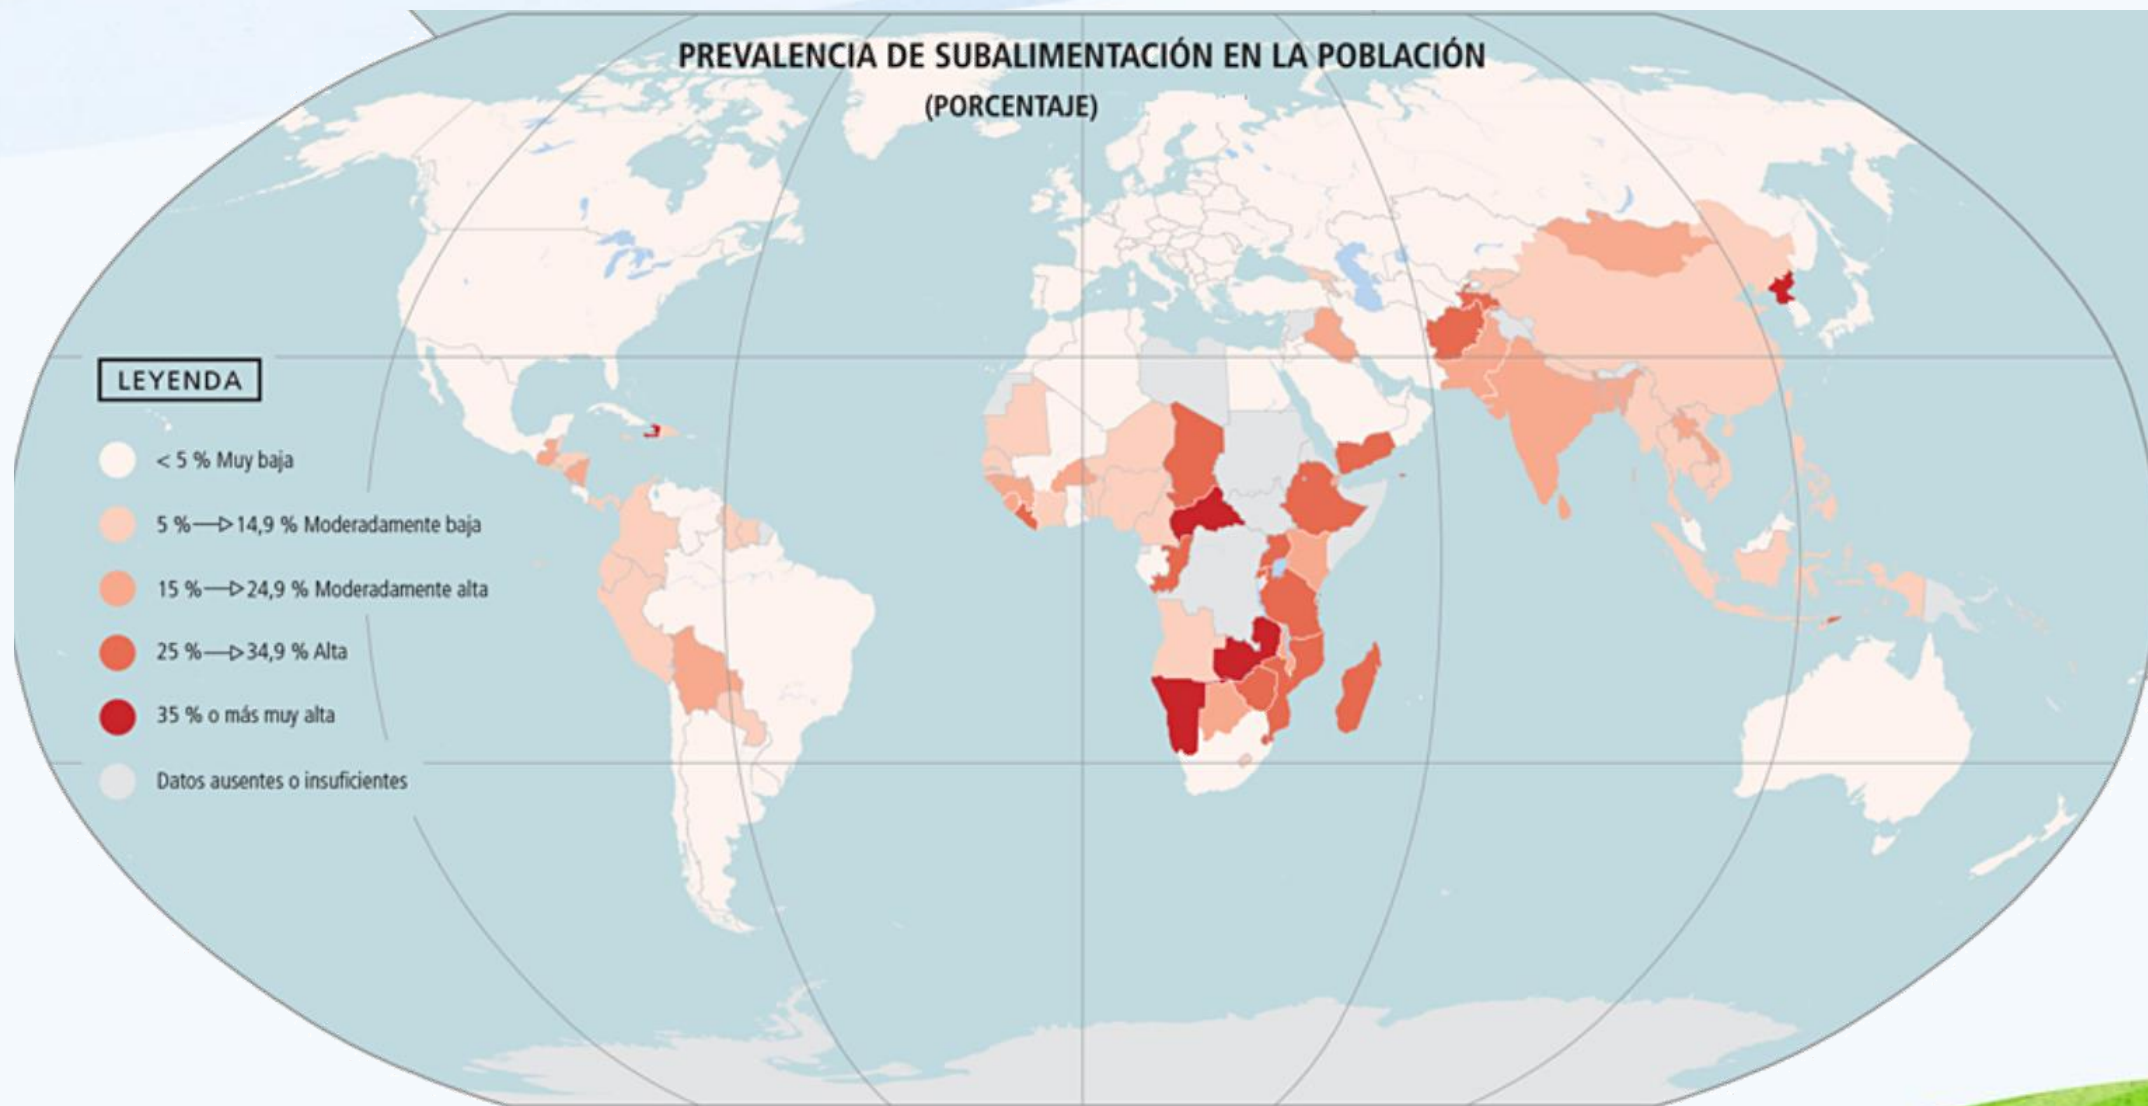 PREVALENCIA DE SUBALIMENTACIÓN EN LA POBLACIÓN
(PORCENTAJE)
LEYENDA
< 5 % Muy baja
5 % —▷ 14,9 % Moderadamente baja
15 % —▷ 24,9 % Moderadamente alta
25 % —▷ 34,9 % Alta
35 % o más muy alta
Datos ausentes o insuficientes